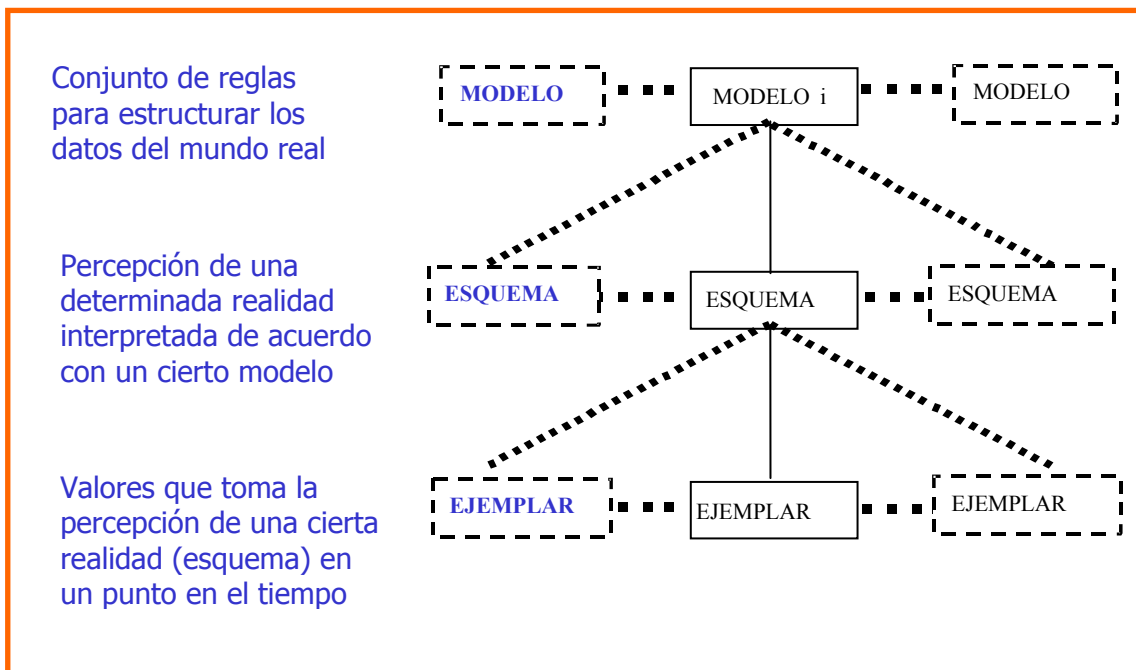 Conjunto de reglas
para estructurar los
datos del mundo real
MODELO
MODELO i
MODELO
Percepción de una
determinada realidad
interpretada de acuerdo
con un cierto modelo
ESQUEMA
ESQUEMA
ESQUEMA
Valores que toma la
percepción de una cierta
realidad (esquema) en
un punto en el tiempo
EJEMPLAR
EJEMPLAR
EJEMPLAR